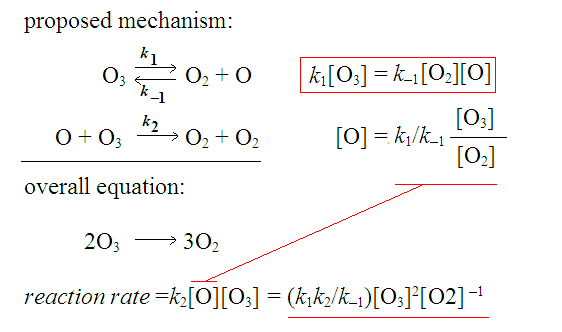 proposed mechanism:
k₁
O₃ ⇄ O₂ + O
k₋₁
k₁[O₃] = k₋₁[O₂][O]
k₂
O + O₃ → O₂ + O₂
[O] = k₁/k₋₁ [O₃]
[O₂]
overall equation:
2O₃ → 3O₂
reaction rate =k₂[O][O₃] = (k₁k₂/k₋₁)[O₃]²[O2]⁻¹